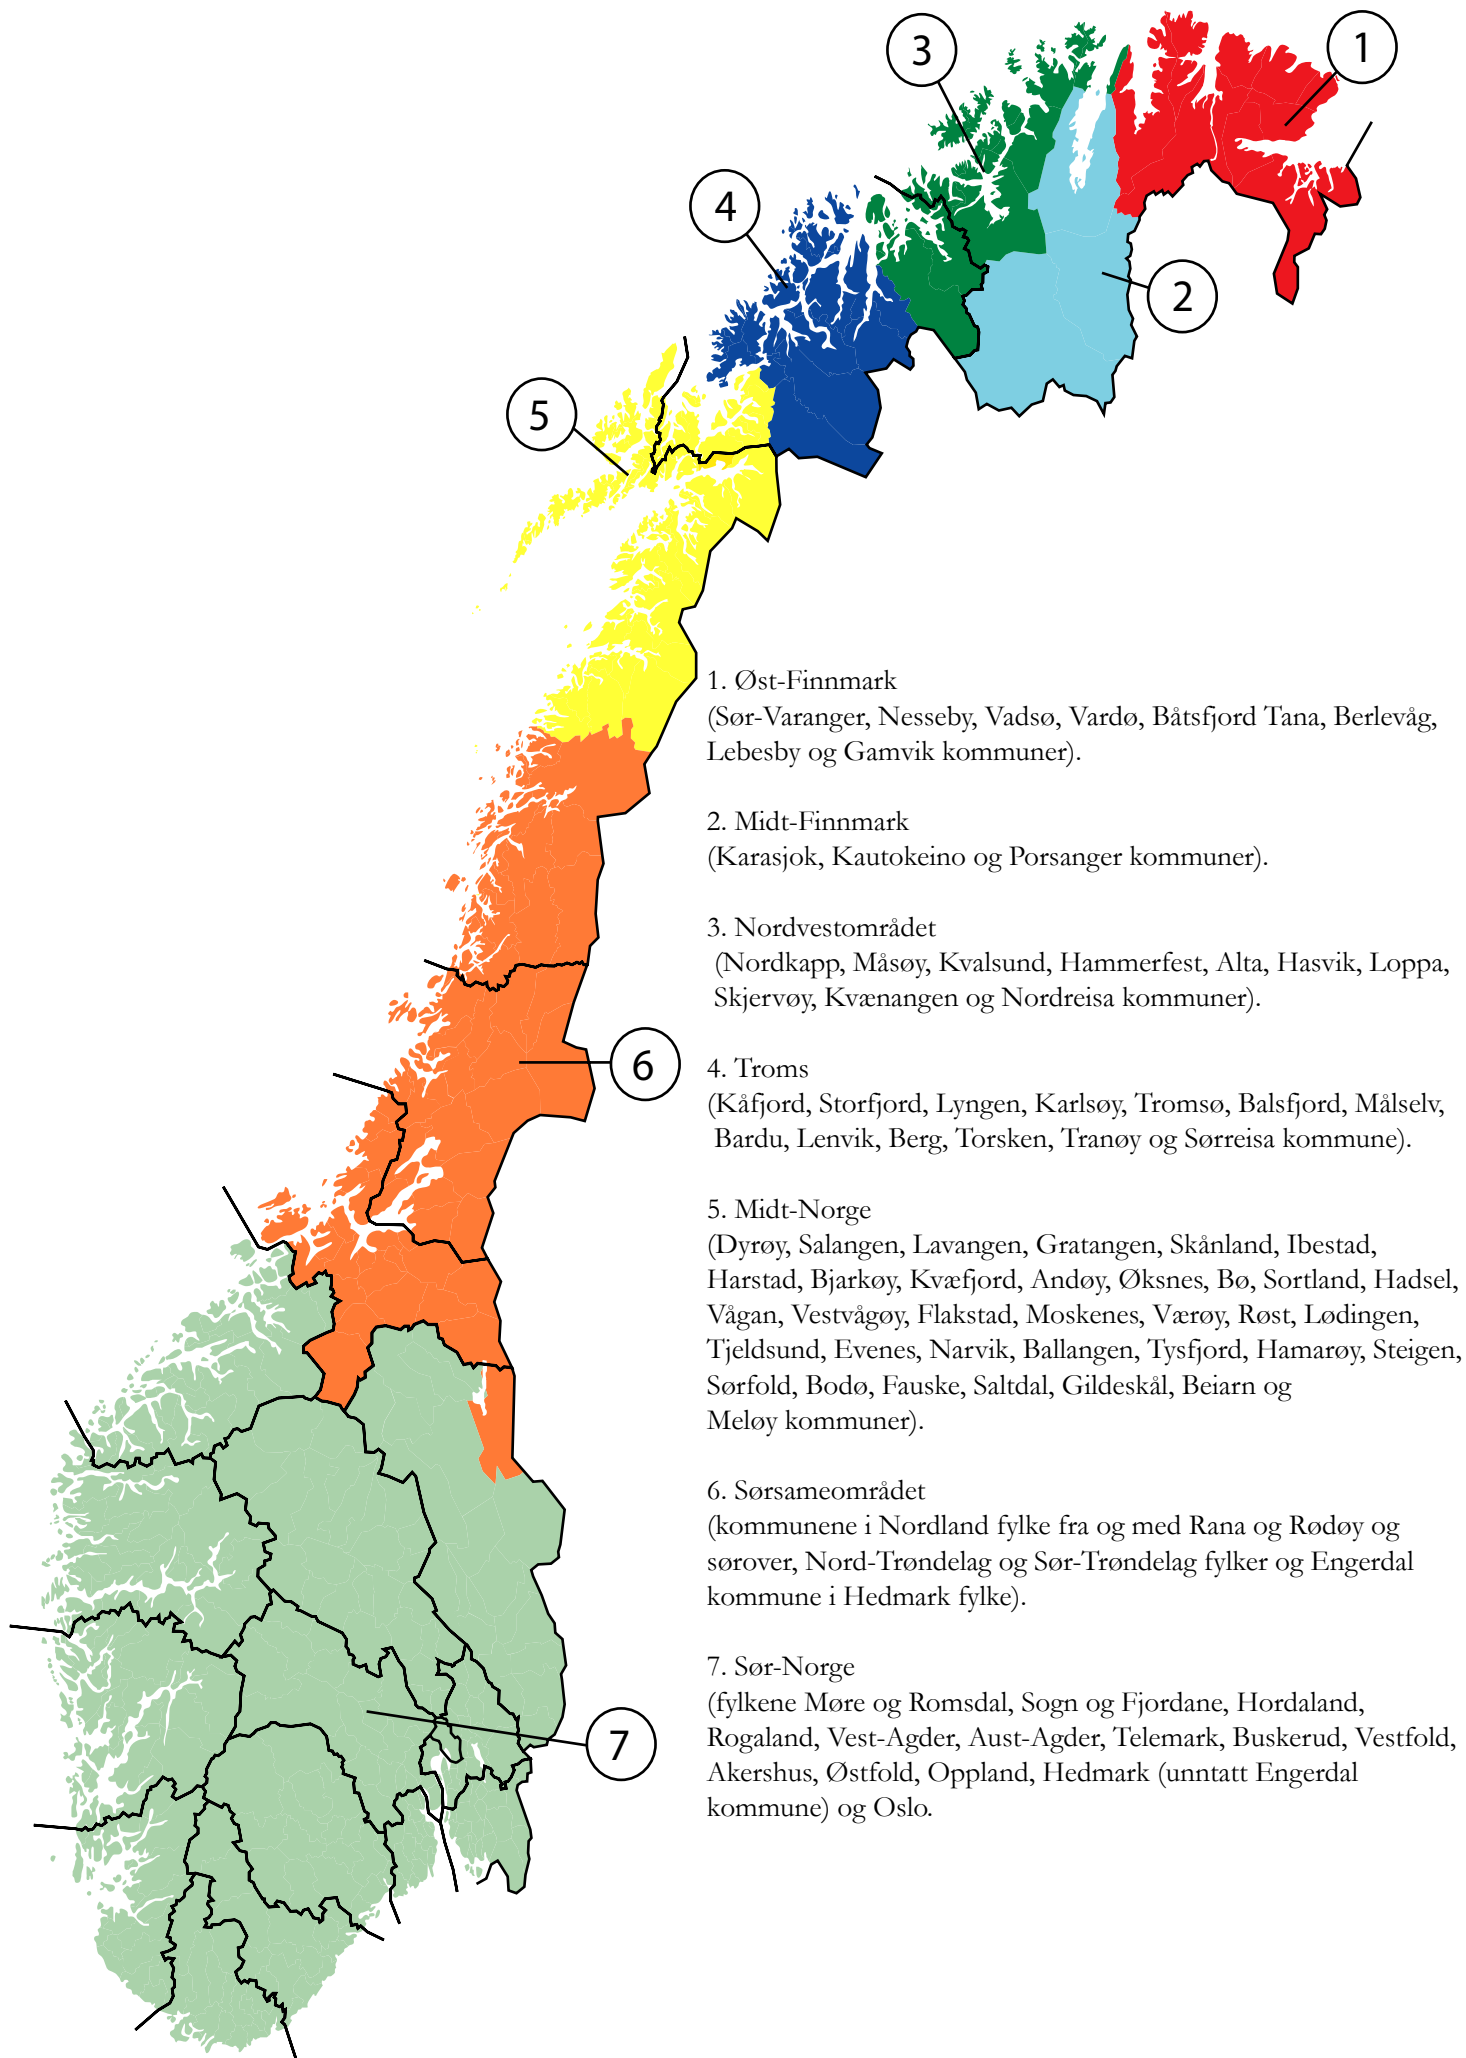 1
3
4
2
5
1. Øst-Finnmark
(Sør-Varanger, Nesseby, Vadsø, Vardø, Båtsfjord Tana, Berlevåg,
Lebesby og Gamvik kommuner).
2. Midt-Finnmark
(Karasjok, Kautokeino og Porsanger kommuner).
3. Nordvestområdet
(Nordkapp, Måsøy, Kvalsund, Hammerfest, Alta, Hasvik, Loppa,
Skjervøy, Kvænangen og Nordreisa kommuner).
6
4. Troms
(Kåfjord, Storfjord, Lyngen, Karlsøy, Tromsø, Balsfjord, Målselv,
Bardu, Lenvik, Berg, Torsken, Tranøy og Sørreisa kommune).
5. Midt-Norge
(Dyrøy, Salangen, Lavangen, Gratangen, Skånland, Ibestad,
Harstad, Bjarkøy, Kvæfjord, Andøy, Øksnes, Bø, Sortland, Hadsel,
Vågan, Vestvågøy, Flakstad, Moskenes, Værøy, Røst, Lødingen,
Tjeldsund, Evenes, Narvik, Ballangen, Tysfjord, Hamarøy, Steigen,
Sørfold, Bodø, Fauske, Saltdal, Gildeskål, Beiarn og
Meløy kommuner).
6. Sørsameområdet
(kommunene i Nordland fylke fra og med Rana og Rødøy og
sørover, Nord-Trøndelag og Sør-Trøndelag fylker og Engerdal
kommune i Hedmark fylke).
7. Sør-Norge
(fylkene Møre og Romsdal, Sogn og Fjordane, Hordaland,
Rogaland, Vest-Agder, Aust-Agder, Telemark, Buskerud, Vestfold,
Akershus, Østfold, Oppland, Hedmark (unntatt Engerdal
kommune) og Oslo.
7